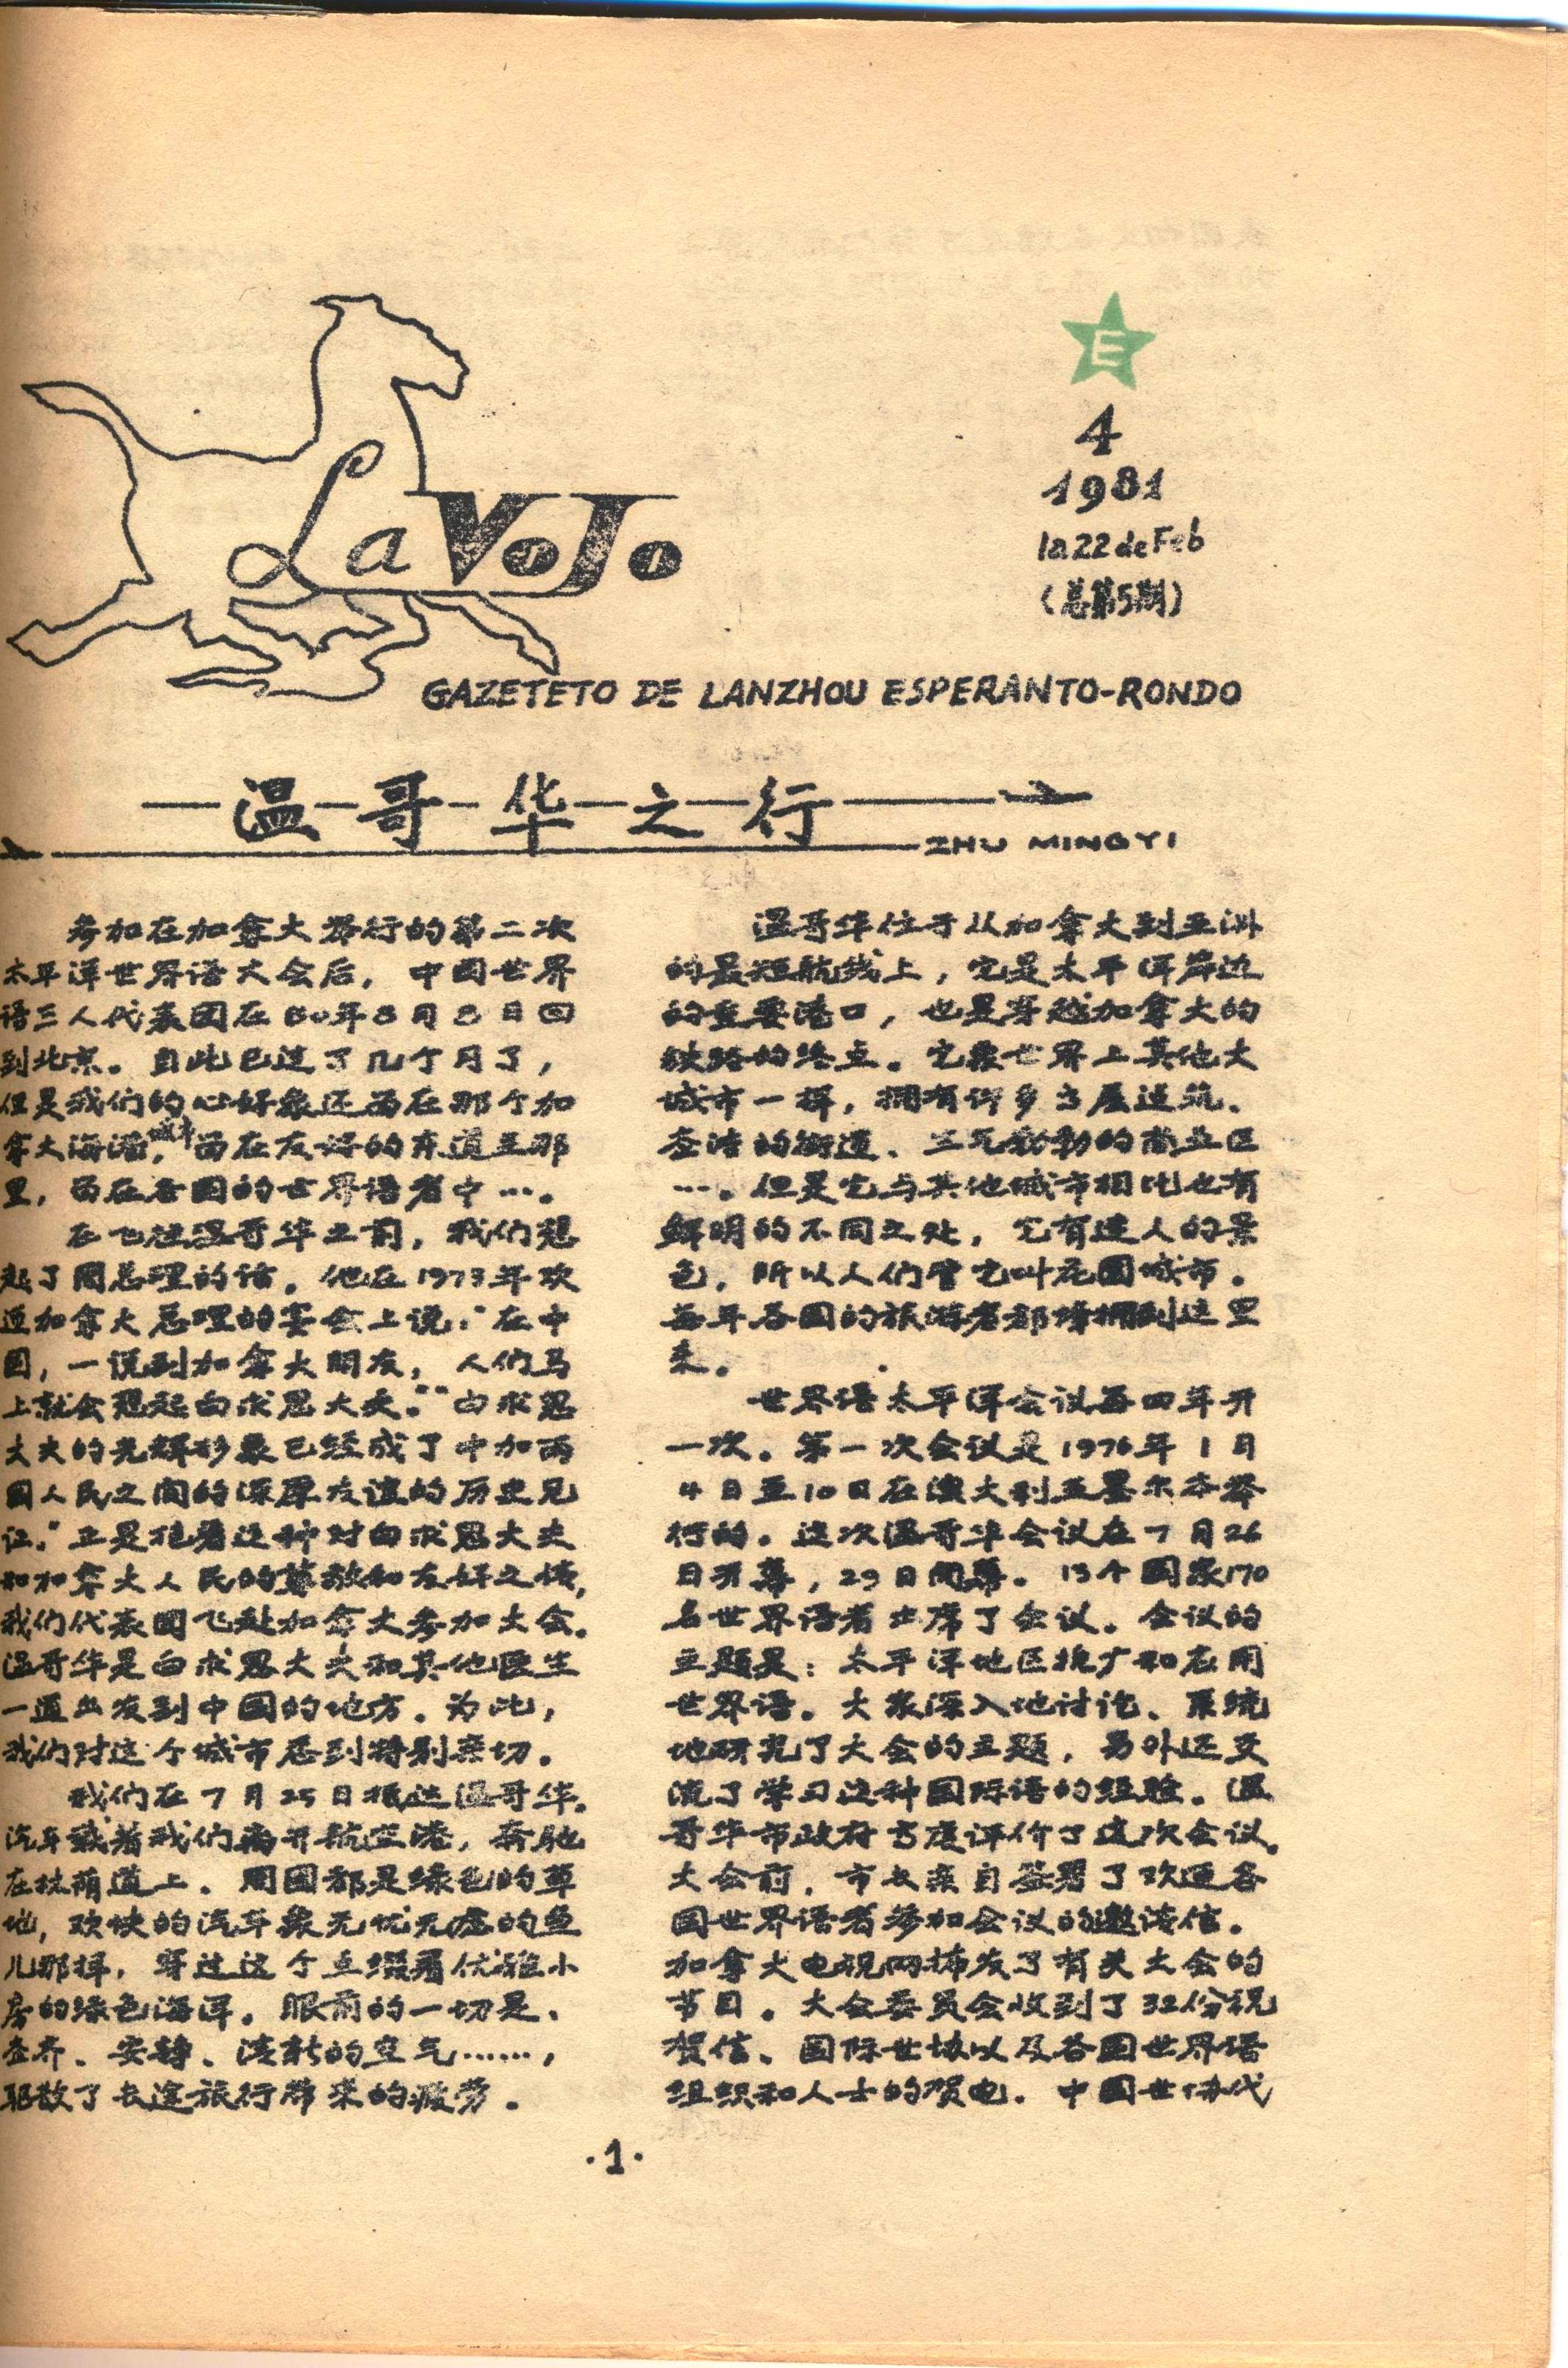 E
4
1981
la 22 de Feb
(总第5期)
La VoJo
GAZETETO DE LANZHOU ESPERANTO-RONDO
温哥华之行
ZHU MINGYI
参加在加拿大举行的第二次
太平洋世界语大会后，中国世界
语三人代表团在80年8月8日回
到北京。自此已过了几个月了，
但是我们的心好象还留在那个加
拿大海滨城市，留在友好的东道主那
里，留在各国的世界语者中…。
在飞往温哥华之前，我们想
起了周总理的话。他在1973年欢
迎加拿大总理的宴会上说："在中
国，一说到加拿大朋友，人们马
上就会想起白求恩大夫。""白求恩
大夫的光辉形象已经成了中加两
国人民之间的深厚友谊的历史见
证。"正是抱着这种对白求恩大夫
和加拿大人民的尊敬和友好之情，
我们代表团飞赴加拿大参加大会。
温哥华是白求恩大夫和其他医生
一道出发到中国的地方。为此，
我们对这个城市感到特别亲切。
我们在7月25日抵达温哥华。
汽车载着我们离开航空港，奔驰
在林荫道上。周围都是绿色的草
地，欢快的汽车象无忧无虑的鱼
儿那样，穿过这个点缀着优雅小
房的绿色海洋。眼前的一切是、
整齐、安静、清新的空气……，
驱散了长途旅行带来的疲劳。
温哥华位于从加拿大到亚洲
的最短航线上，它是太平洋岸边
的重要港口，也是穿越加拿大的
铁路的终点。它象世界上其他大
城市一样，拥有许多高层建筑、
整洁的街道、生气勃勃的商业区
…。但是它与其他城市相比也有
鲜明的不同之处，它有迷人的景
色，所以人们管它叫花园城市。
每年各国的旅游者都蜂拥到这里
来。
世界语太平洋会议每四年开
一次。第一次会议是1976年1月
4日至10日在澳大利亚墨尔本举
行的。这次温哥华会议在7月26
日开幕，29日闭幕。13个国家170
名世界语者出席了会议。会议的
主题是：太平洋地区推广和应用
世界语。大家深入地讨论、系统
地研究了大会的主题，另外还交
流了学习这种国际语的经验。温
哥华市政府高度评价了这次会议。
大会前，市长亲自签署了欢迎各
国世界语者参加会议的邀请信。
加拿大电视网播发了有关大会的
节目。大会委员会收到了32份祝
贺信、国际世协以及各国世界语
组织和人士的贺电。中国世协代
·1·